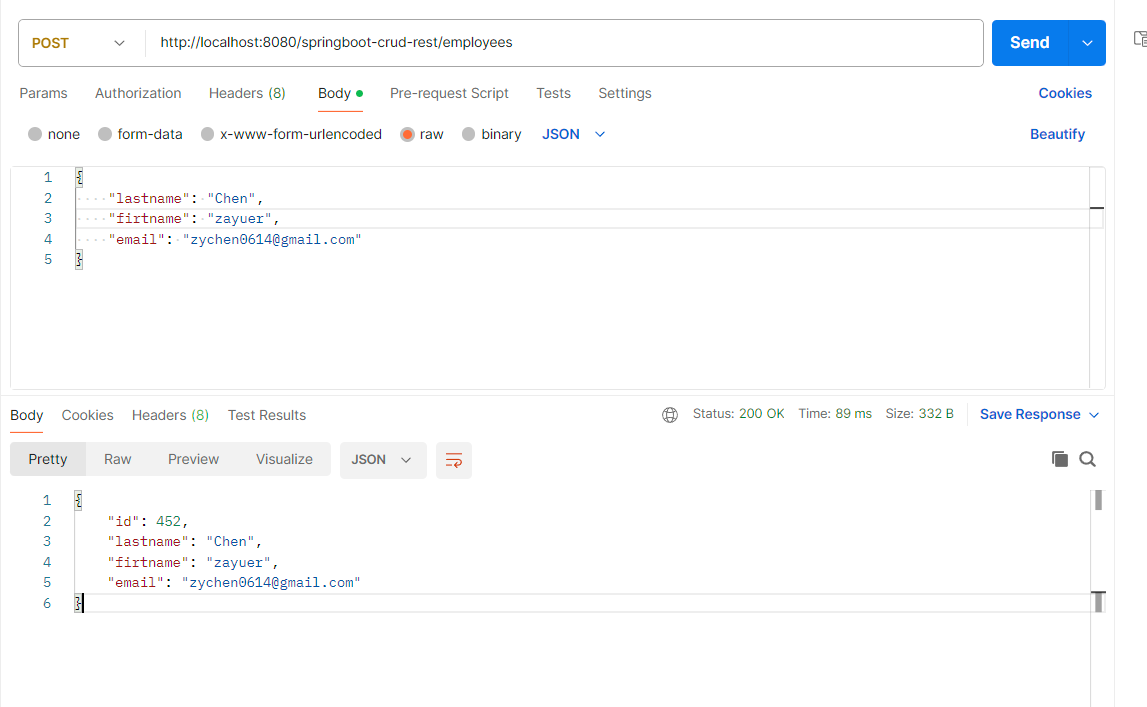 POST http://localhost:8080/springboot-crud-rest/employees Send
Params Authorization Headers (8) Body Pre-request Script Tests Settings Cookies
none form-data x-www-form-urlencoded raw binary JSON Beautify
1 {
2 "lastname": "Chen",
3 "firtname": "zayuer",
4 "email": "zychen0614@gmail.com"
5 }
Body Cookies Headers (8) Test Results Status: 200 OK Time: 89 ms Size: 332 B Save Response
Pretty Raw Preview Visualize JSON
1 {
2 "id": 452,
3 "lastname": "Chen",
4 "firtname": "zayuer",
5 "email": "zychen0614@gmail.com"
6 }